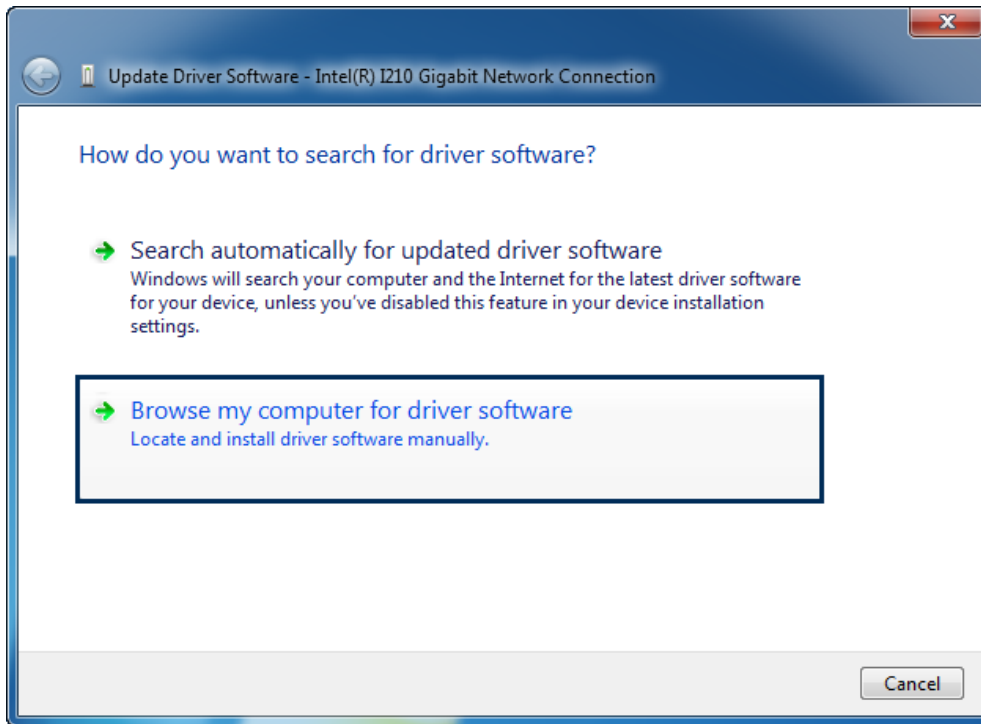 Update Driver Software - Intel(R) I210 Gigabit Network Connection
How do you want to search for driver software?
Search automatically for updated driver software
Windows will search your computer and the Internet for the latest driver software
for your device, unless you've disabled this feature in your device installation
settings.
Browse my computer for driver software
Locate and install driver software manually.
Cancel